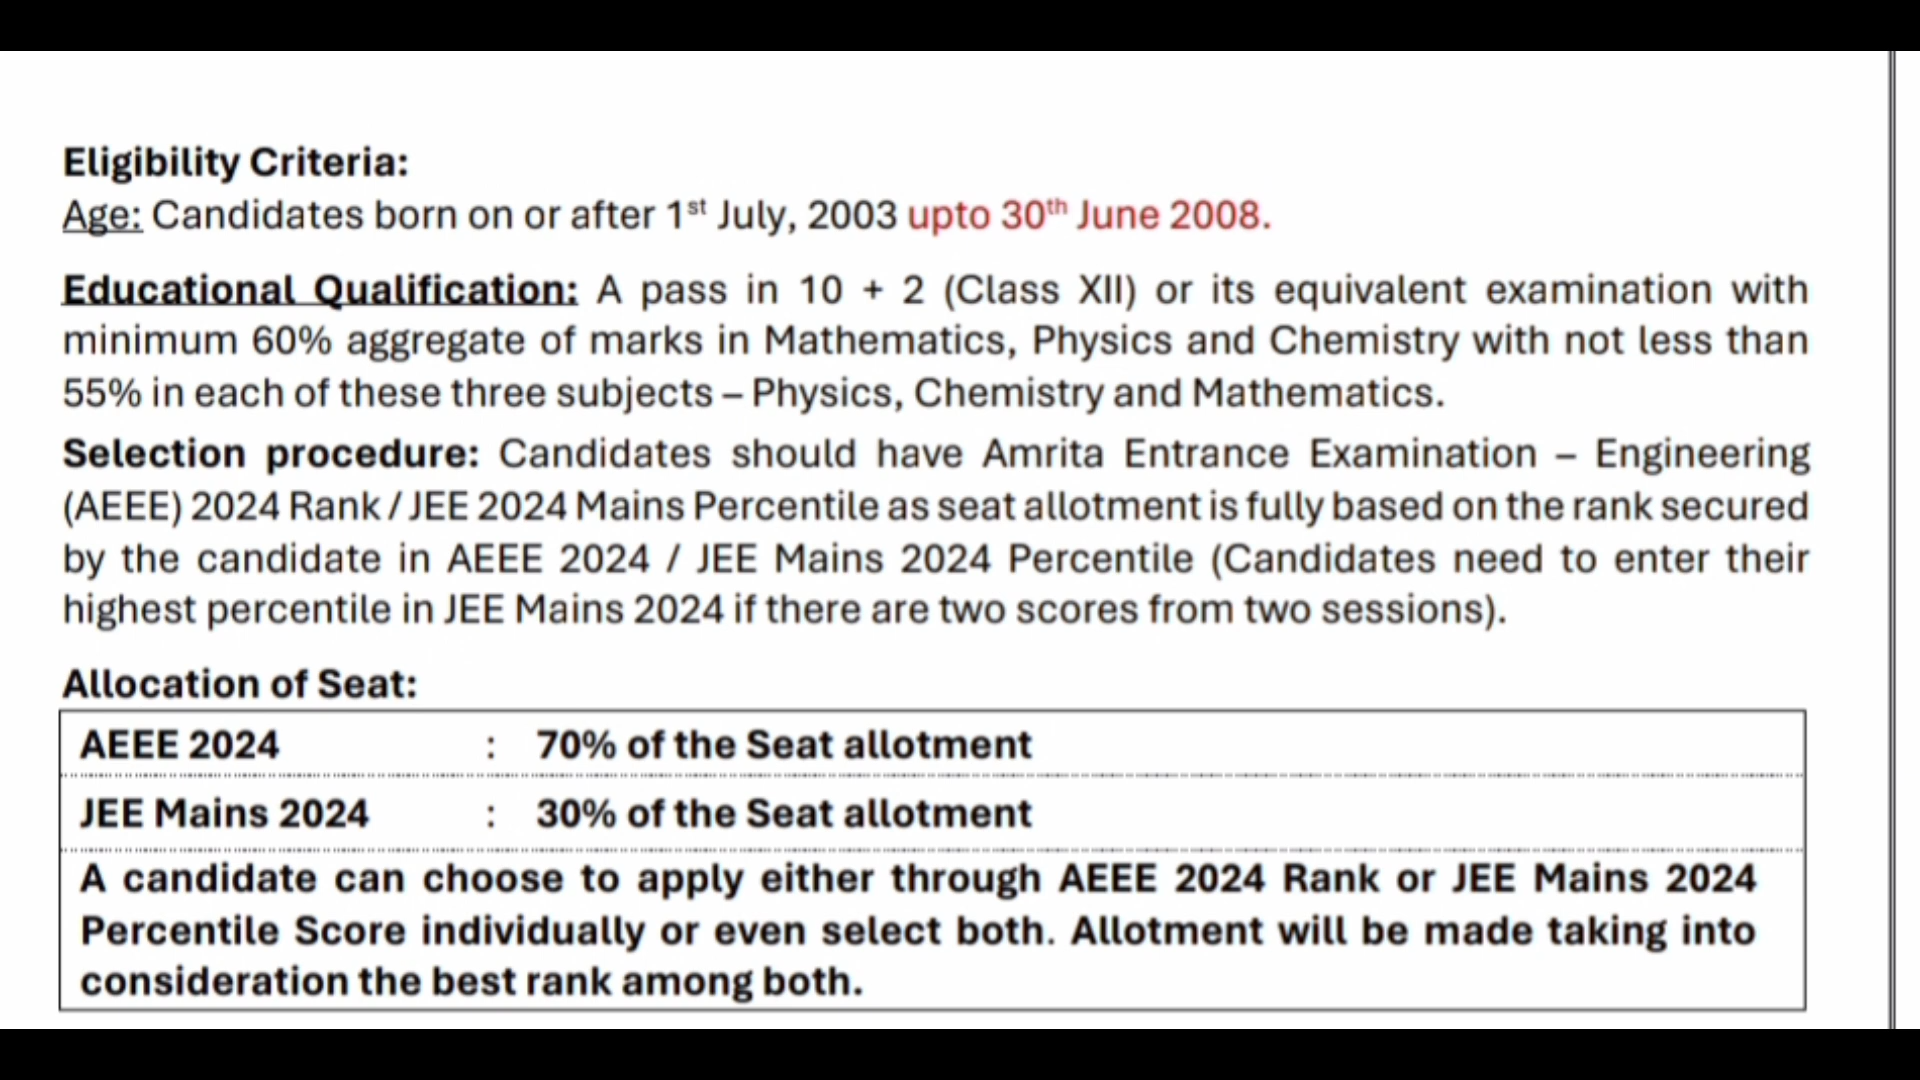 Eligibility Criteria:
Age: Candidates born on or after 1st July, 2003 upto 30th June 2008.
Educational Qualification: A pass in 10 + 2 (Class XII) or its equivalent examination with
minimum 60% aggregate of marks in Mathematics, Physics and Chemistry with not less than
55% in each of these three subjects – Physics, Chemistry and Mathematics.
Selection procedure: Candidates should have Amrita Entrance Examination – Engineering
(AEEE) 2024 Rank / JEE 2024 Mains Percentile as seat allotment is fully based on the rank secured
by the candidate in AEEE 2024 / JEE Mains 2024 Percentile (Candidates need to enter their
highest percentile in JEE Mains 2024 if there are two scores from two sessions).
Allocation of Seat:
AEEE 2024 : 70% of the Seat allotment
JEE Mains 2024 : 30% of the Seat allotment
A candidate can choose to apply either through AEEE 2024 Rank or JEE Mains 2024
Percentile Score individually or even select both. Allotment will be made taking into
consideration the best rank among both.